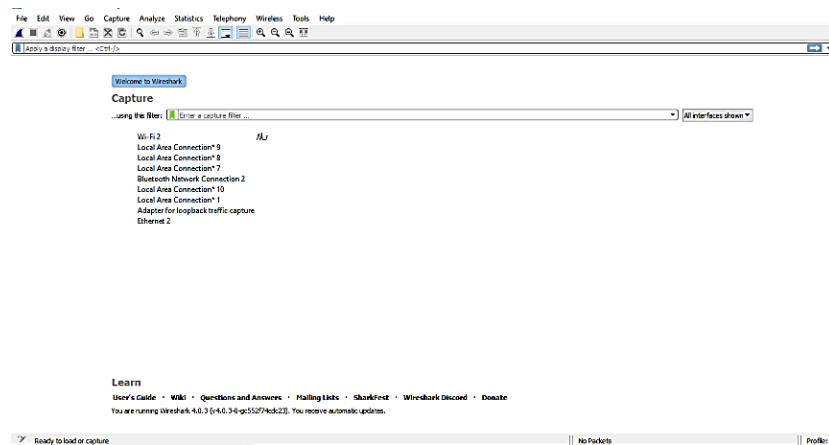 File Edit View Go Capture Analyze Statistics Telephony Wireless Tools Help
Apply a display filter ... <Ctrl-/>
Welcome to Wireshark
Capture
...using this filter: Enter a capture filter ... All interfaces shown
Wi-Fi 2
Local Area Connection* 9
Local Area Connection* 8
Local Area Connection* 7
Bluetooth Network Connection 2
Local Area Connection* 10
Local Area Connection* 1
Adapter for loopback traffic capture
Ethernet 2
Learn
User's Guide · Wiki · Questions and Answers · Mailing Lists · SharkFest · Wireshark Discord · Donate
You are running Wireshark 4.0.3 (v4.0.3-0-gc552f74cdc23). You receive automatic updates.
Ready to load or capture No Packets Profile: